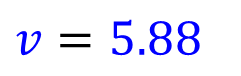 v = 5.88